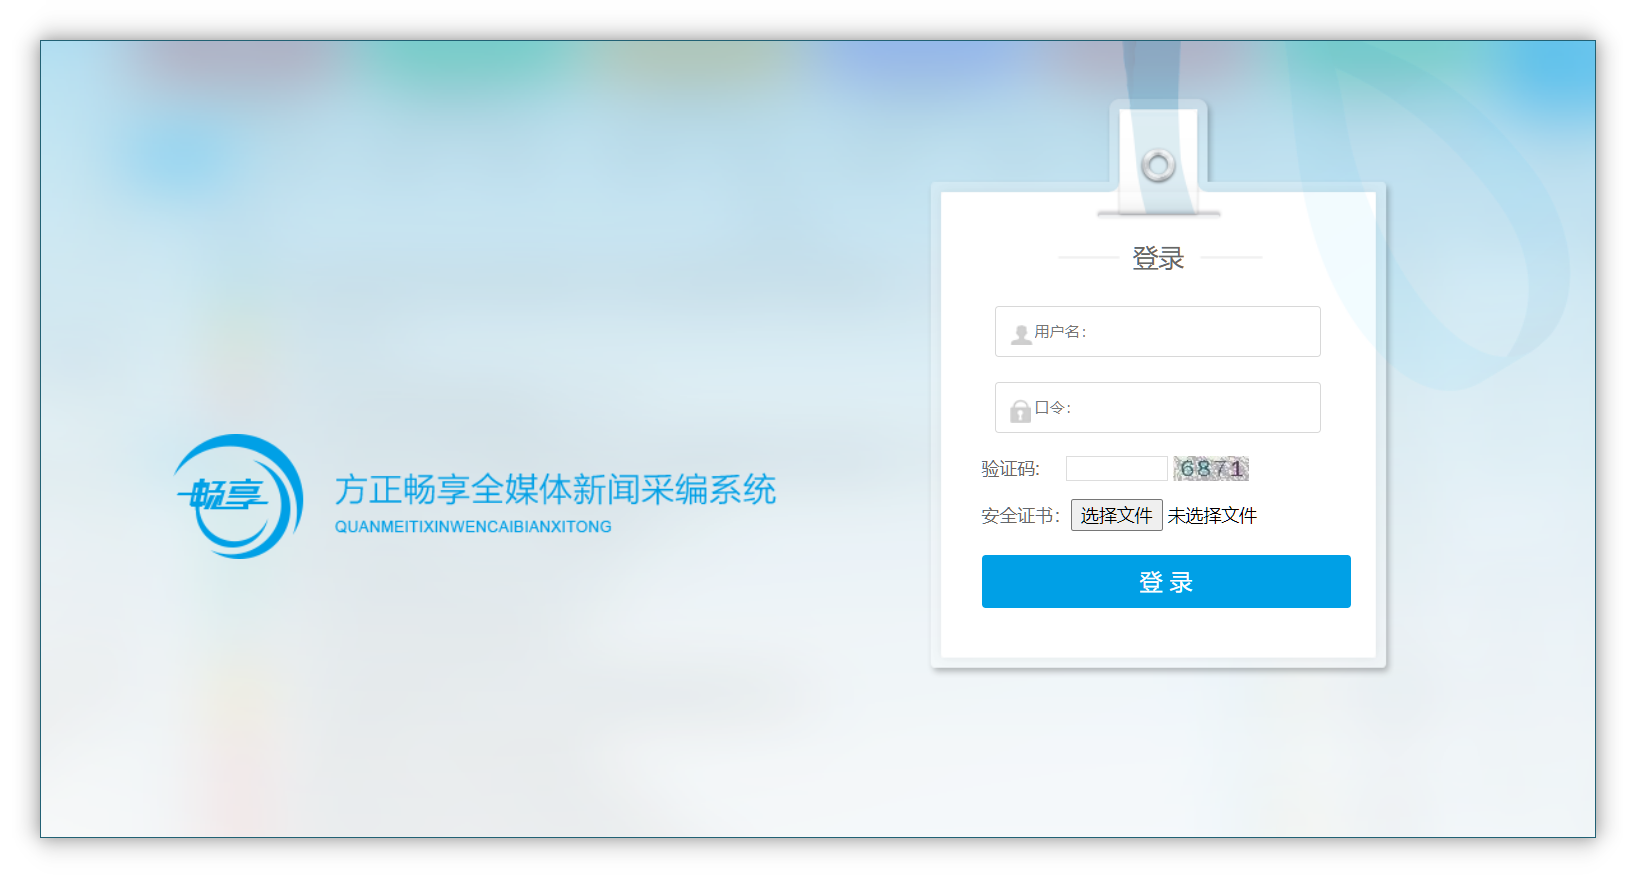 畅享
方正畅享全媒体新闻采编系统
QUANMEITIXINWENCAIBIANXITONG
登录
用户名：
口令：
验证码: 6871
安全证书： 选择文件 未选择文件
登 录